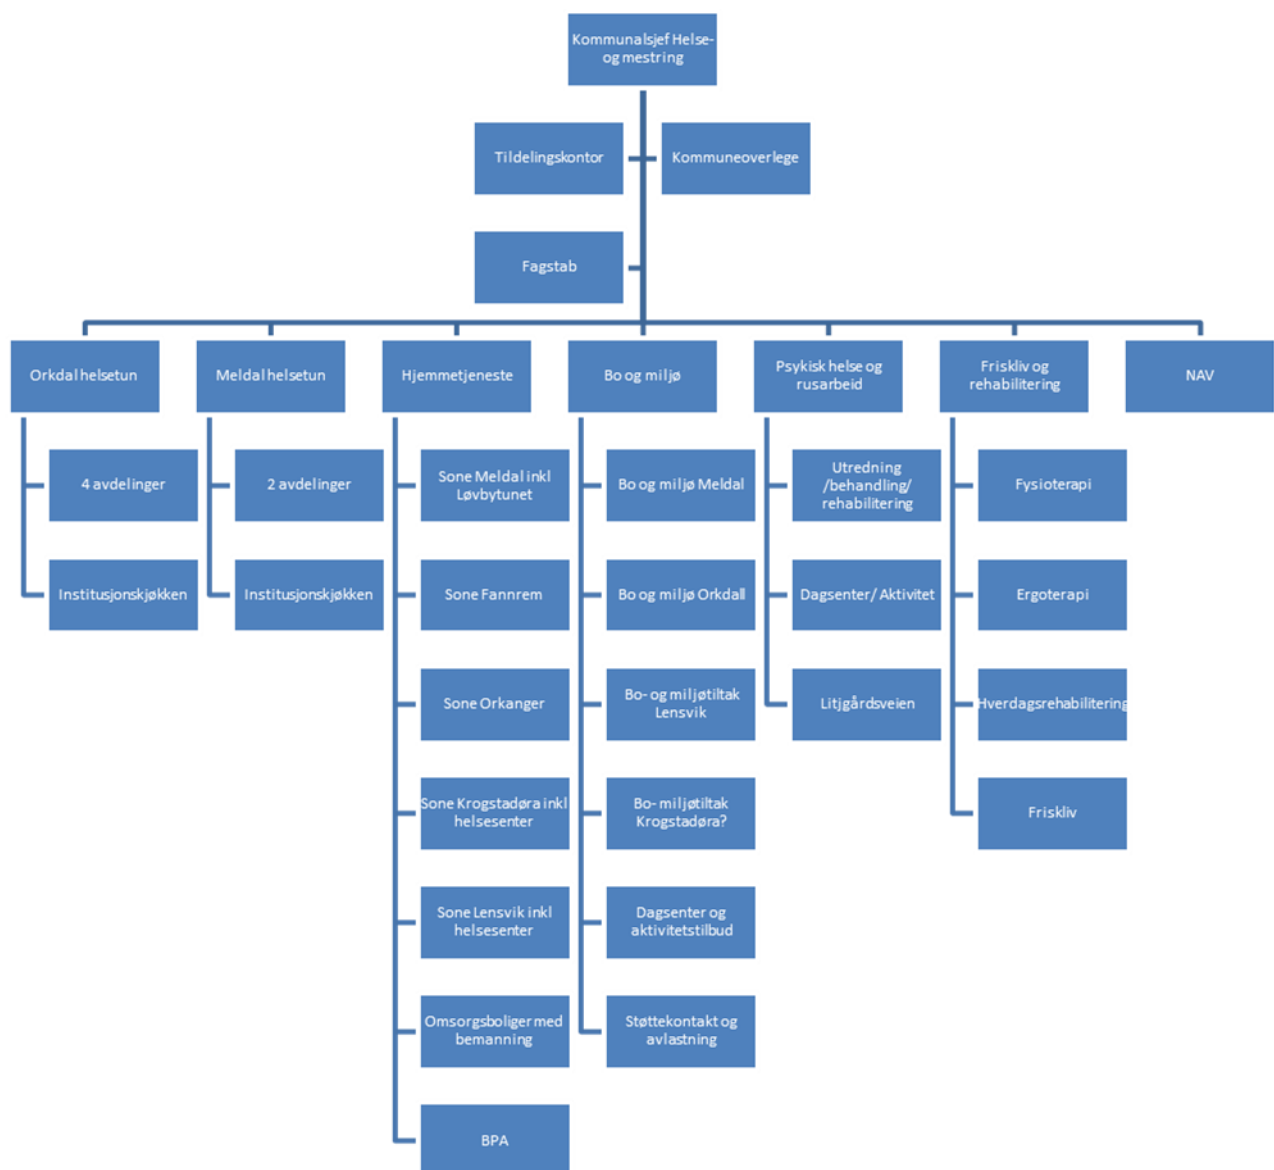 Kommunalsjef Helse-
og mestring
Tildelingskontor
Kommuneoverlege
Fagstab
Orkdal helsetun
Meldal helsetun
Hjemmetjeneste
Bo og miljø
Psykisk helse og
rusarbeid
Friskliv og
rehabilitering
NAV
4 avdelinger
Institusjonskjøkken
2 avdelinger
Institusjonskjøkken
Sone Meldal inkl
Løvbytunet
Sone Fannrem
Sone Orkanger
Sone Krogstadøra inkl
helsesenter
Sone Lensvik inkl
helsesenter
Omsorgsboliger med
bemanning
BPA
Bo og miljø Meldal
Bo og miljø Orkdall
Bo- og miljøtiltak
Lensvik
Bo- miljøtiltak
Krogstadøra?
Dagsenter og
aktivitetstilbud
Støttekontakt og
avlastning
Utredning
/behandling/
rehabilitering
Dagsenter/ Aktivitet
Litjgårdsveien
Fysioterapi
Ergoterapi
Hverdagsrehabilitering
Friskliv